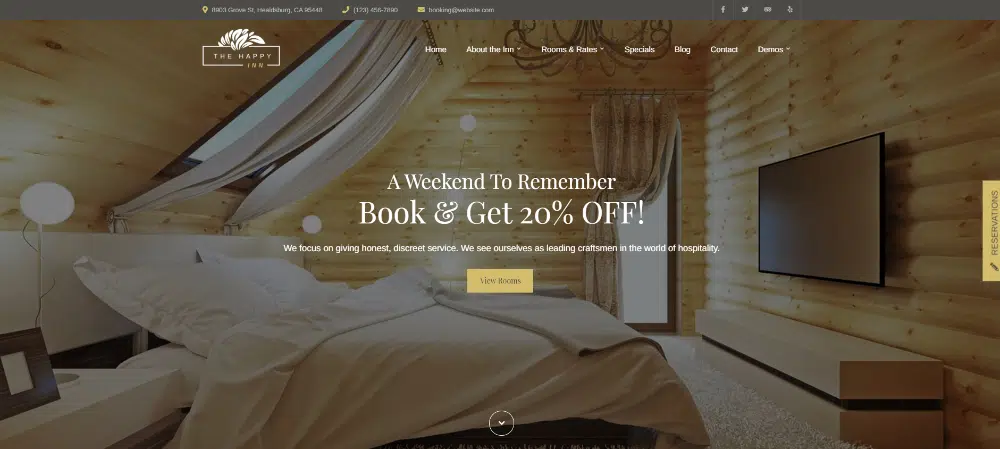 8903 Grove St, Healdsburg, CA 95448 (123) 456-7890 booking@website.com
THE HAPPY
INN
Home About the Inn Rooms & Rates Specials Blog Contact Demos
A Weekend To Remember
Book & Get 20% OFF!
We focus on giving honest, discreet service. We see ourselves as leading craftsmen in the world of hospitality.
View Rooms
RESERVATIONS